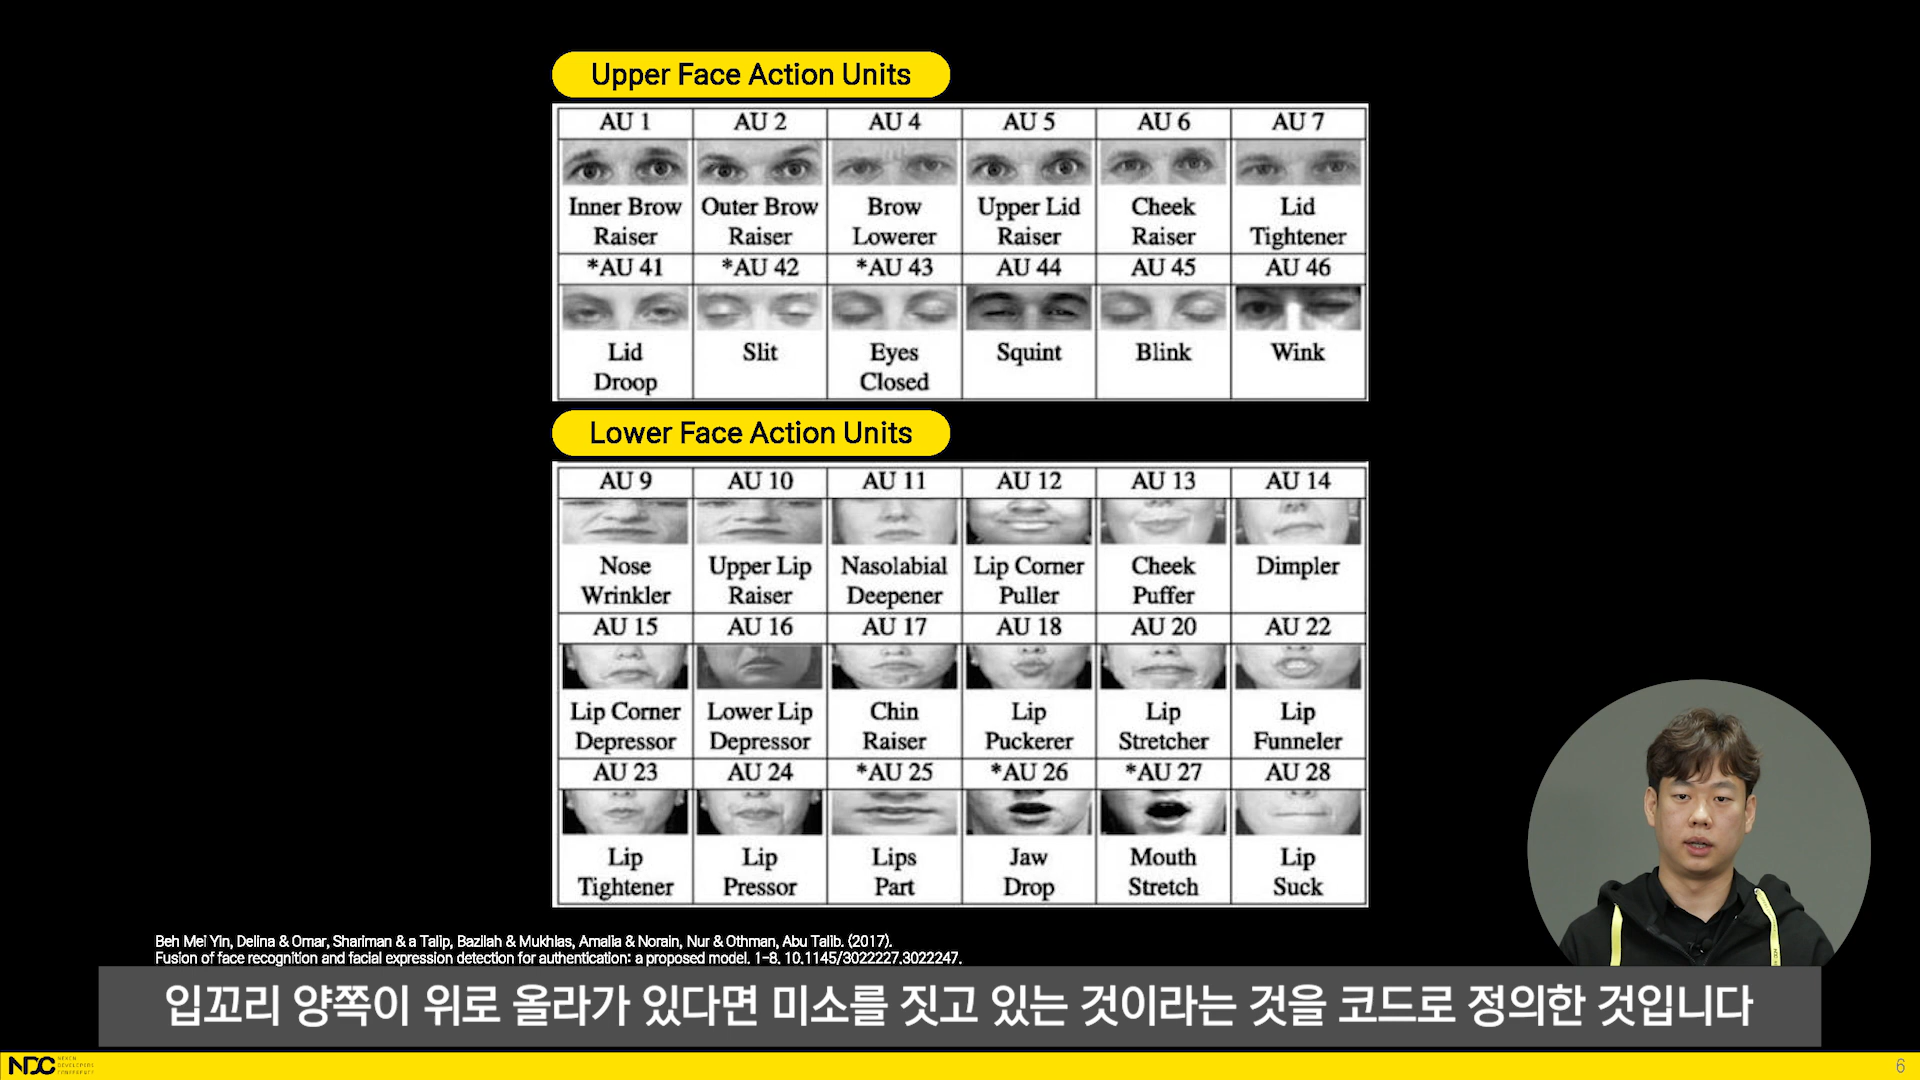 Upper Face Action Units
AU 1 AU 2 AU 4 AU 5 AU 6 AU 7
Inner Brow Raiser Outer Brow Raiser Brow Lowerer Upper Lid Raiser Cheek Raiser Lid Tightener
*AU 41 *AU 42 *AU 43 AU 44 AU 45 AU 46
Lid Droop Slit Eyes Closed Squint Blink Wink
Lower Face Action Units
AU 9 AU 10 AU 11 AU 12 AU 13 AU 14
Nose Wrinkler Upper Lip Raiser Nasolabial Deepener Lip Corner Puller Cheek Puffer Dimpler
AU 15 AU 16 AU 17 AU 18 AU 20 AU 22
Lip Corner Depressor Lower Lip Depressor Chin Raiser Lip Puckerer Lip Stretcher Lip Funneler
AU 23 AU 24 *AU 25 *AU 26 *AU 27 AU 28
Lip Tightener Lip Pressor Lips Part Jaw Drop Mouth Stretch Lip Suck
Beh Mei Yin, Delina & Omar, Shariman & a Talip, Bazilah & Mukhlas, Amalia & Norain, Nur & Othman, Abu Talib. (2017).
Fusion of face recognition and facial expression detection for authentication: a proposed model. 1-8. 10.1145/3022227.3022247.
입꼬리 양쪽이 위로 올라가 있다면 미소를 짓고 있는 것이라는 것을 코드로 정의한 것입니다
NDC NEXON DEVELOPERS CONFERENCE
6